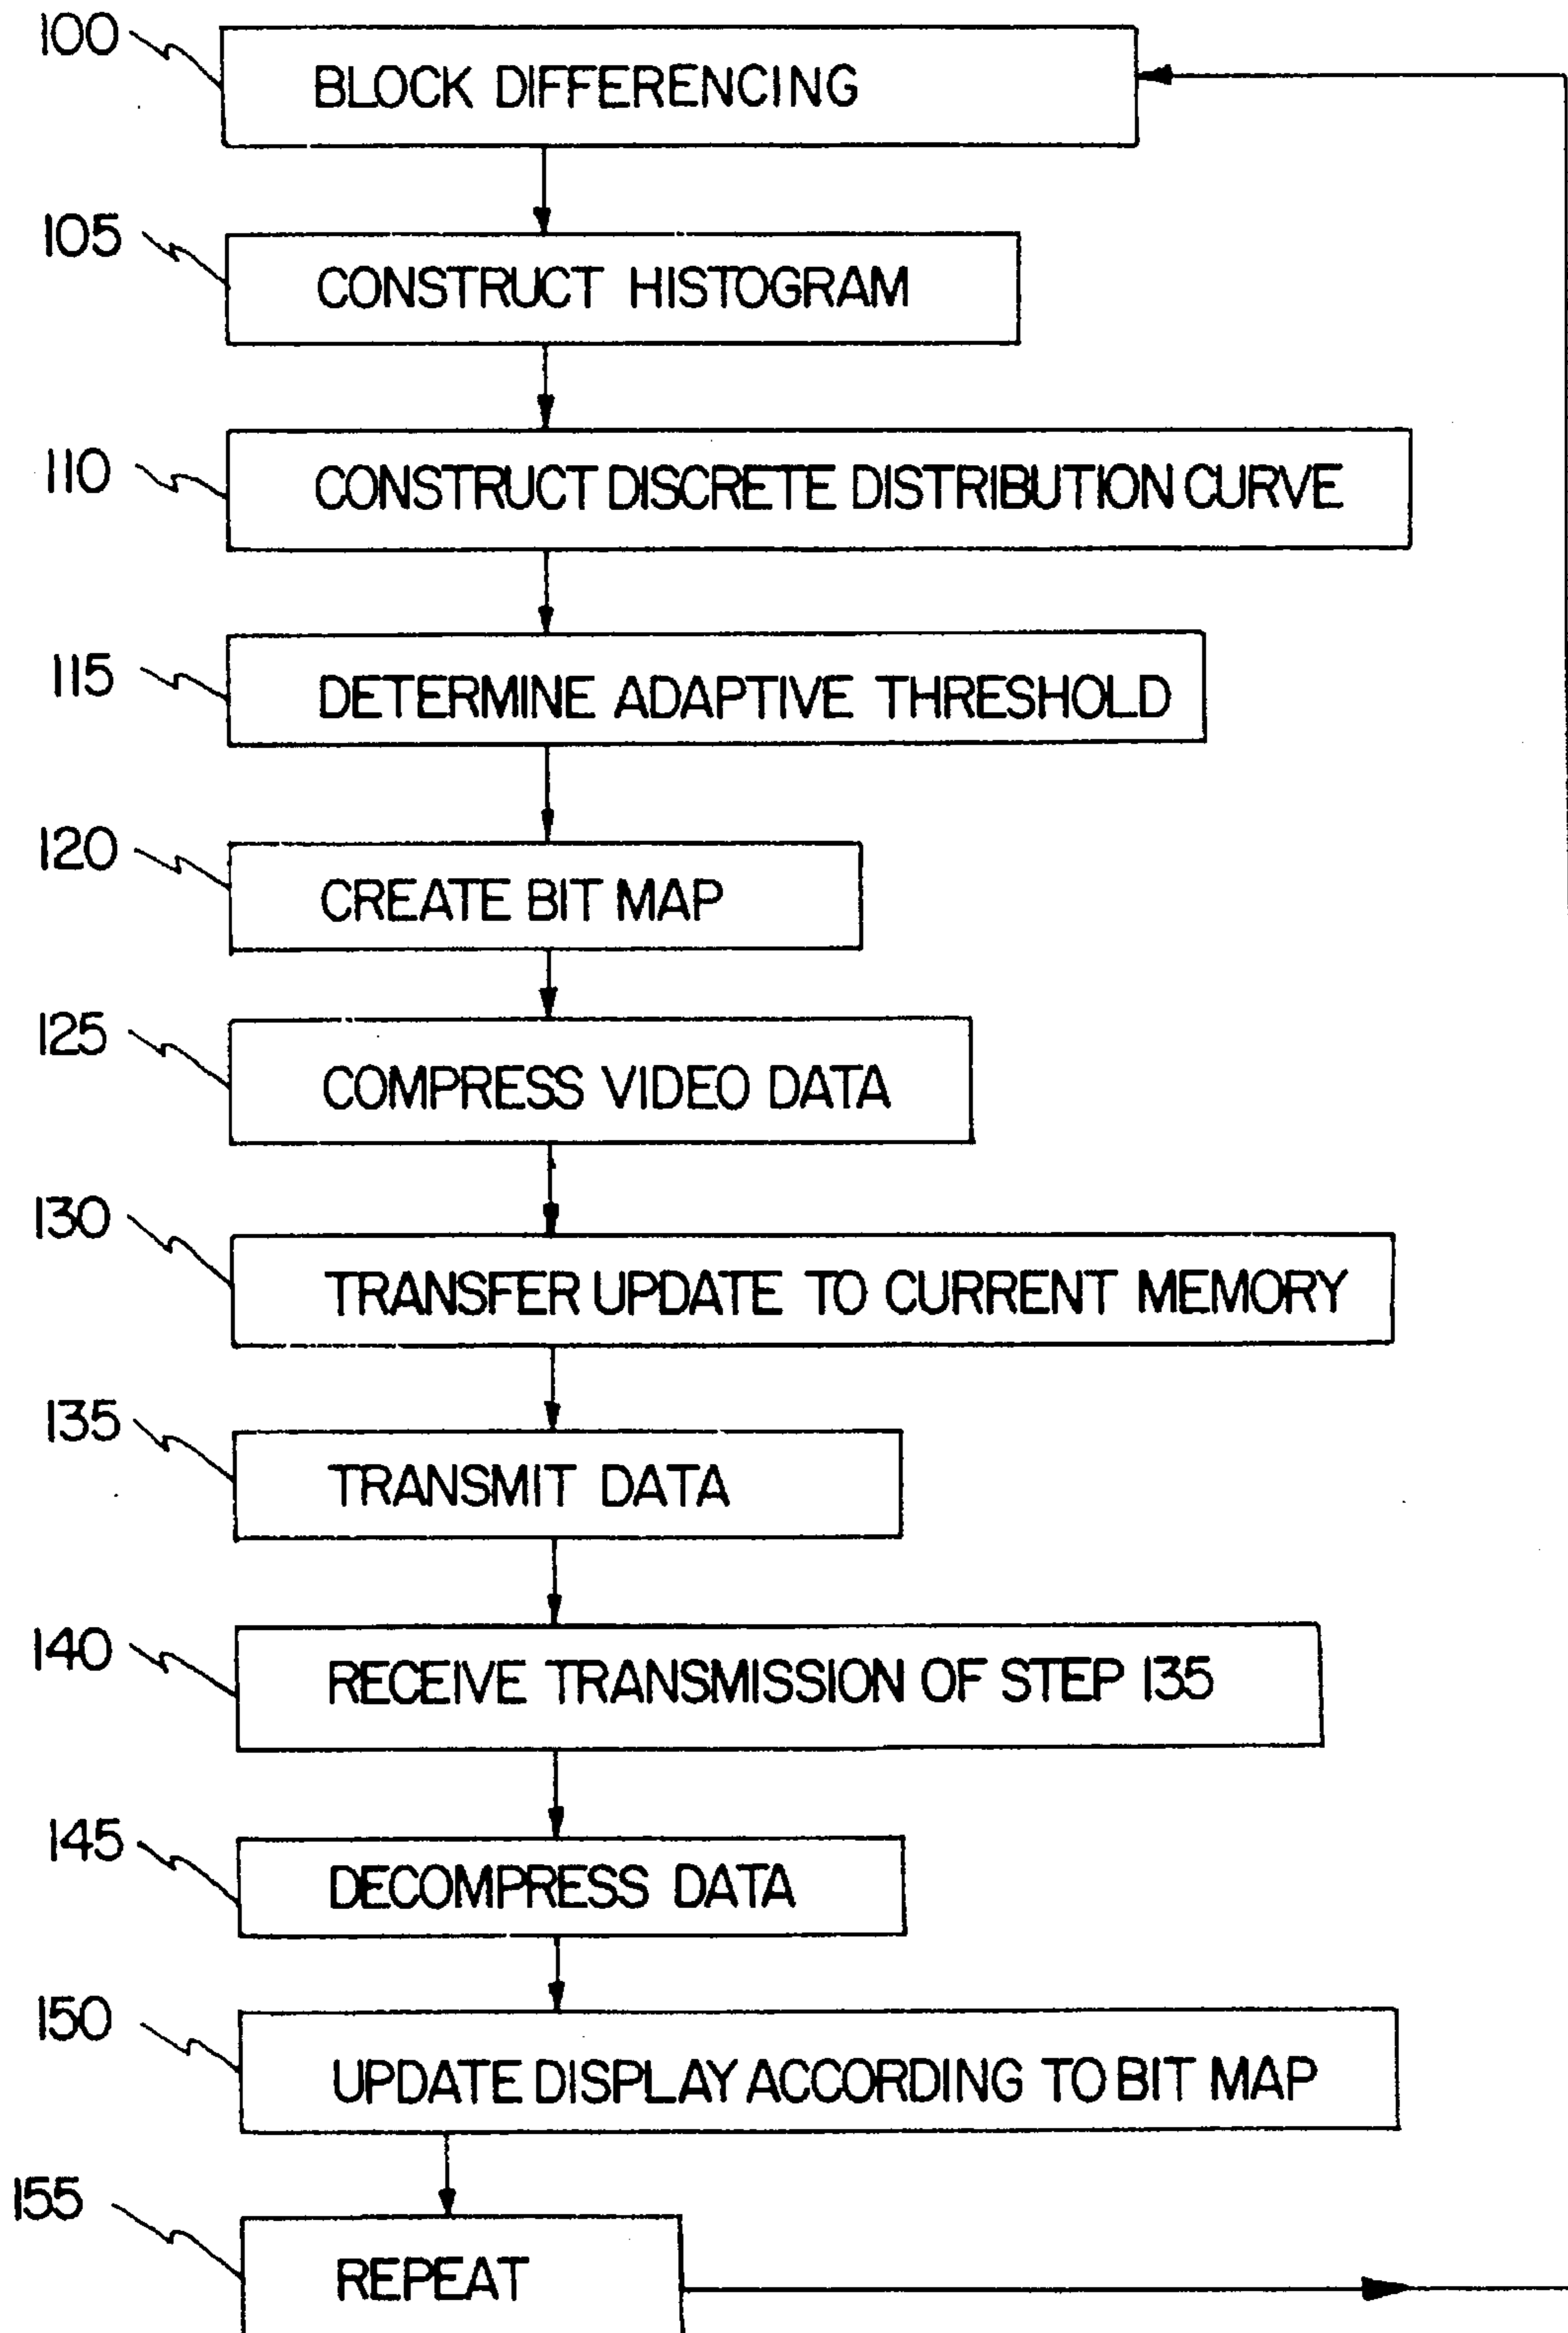 100
BLOCK DIFFERENCING
105
CONSTRUCT HISTOGRAM
110
CONSTRUCT DISCRETE DISTRIBUTION CURVE
115
DETERMINE ADAPTIVE THRESHOLD
120
CREATE BIT MAP
125
COMPRESS VIDEO DATA
130
TRANSFER UPDATE TO CURRENT MEMORY
135
TRANSMIT DATA
140
RECEIVE TRANSMISSION OF STEP 135
145
DECOMPRESS DATA
150
UPDATE DISPLAY ACCORDING TO BIT MAP
155
REPEAT